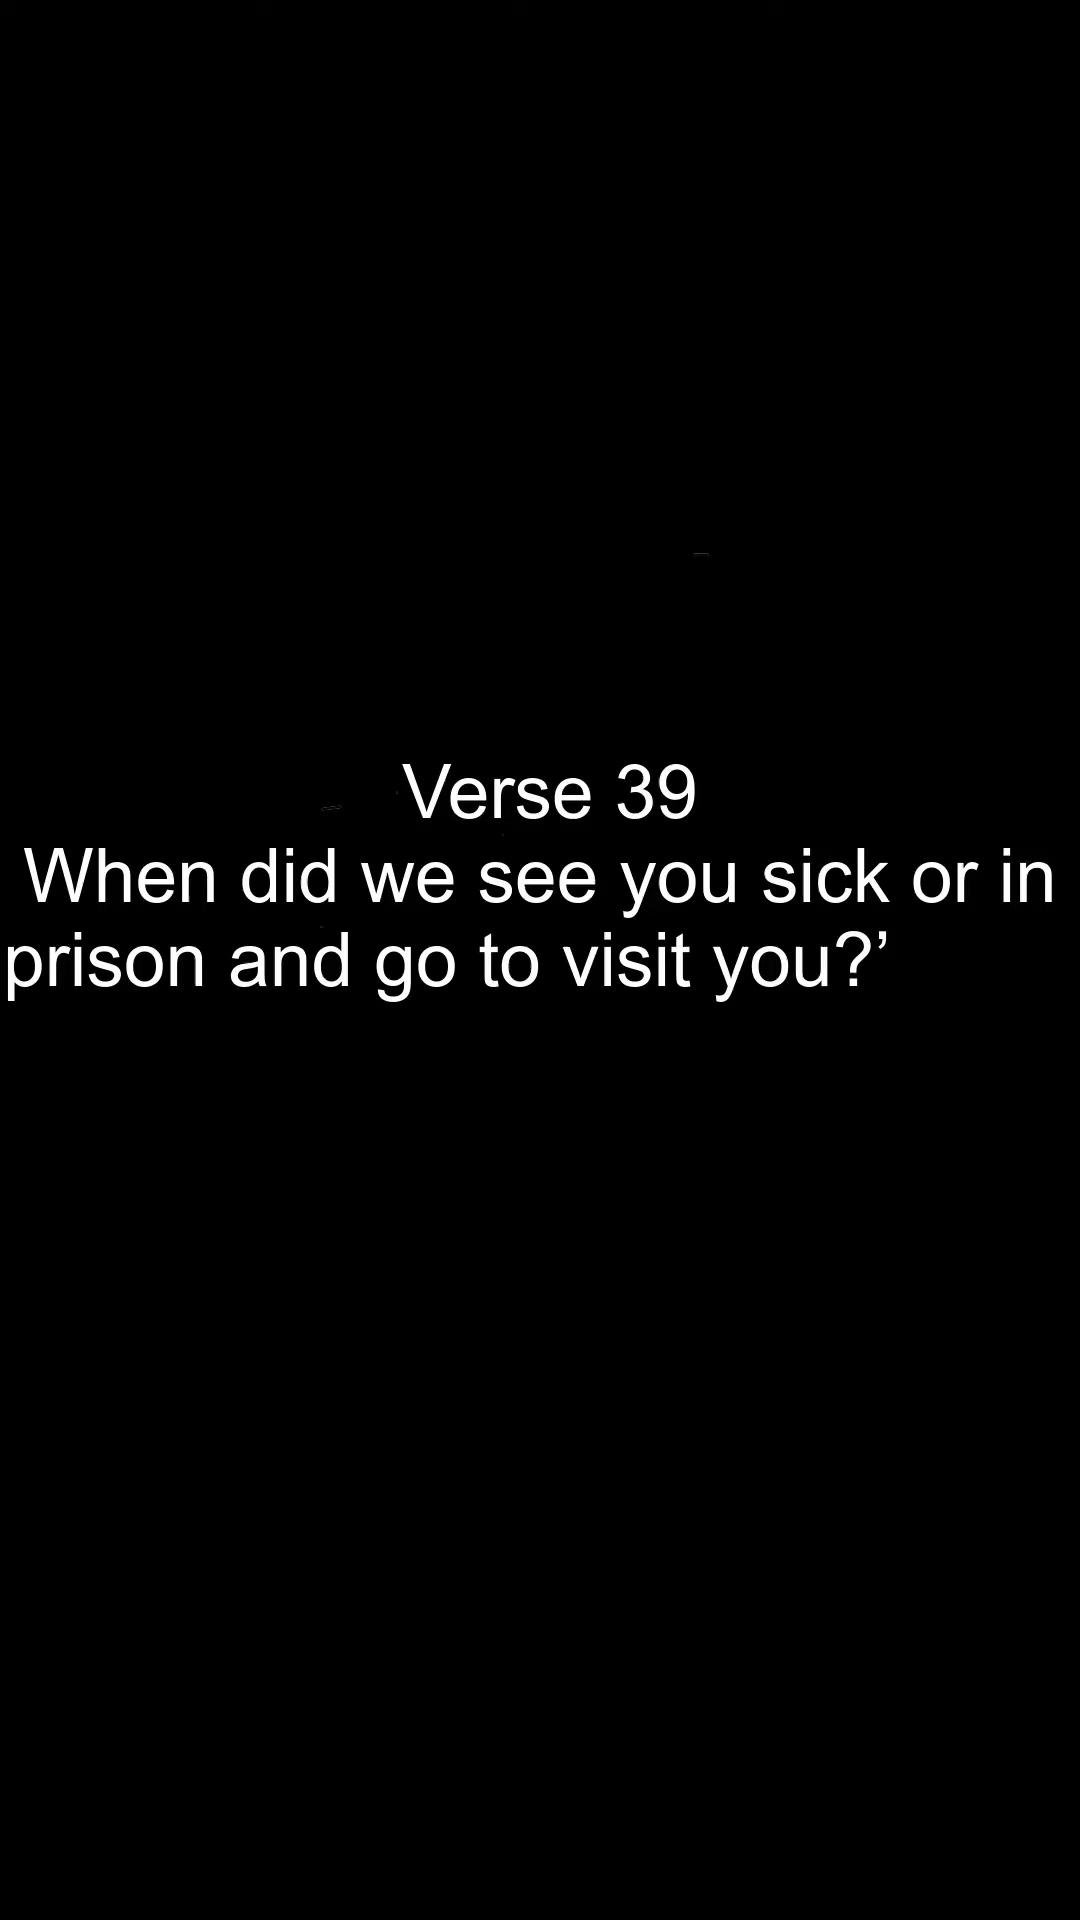 Verse 39
When did we see you sick or in
prison and go to visit you?’